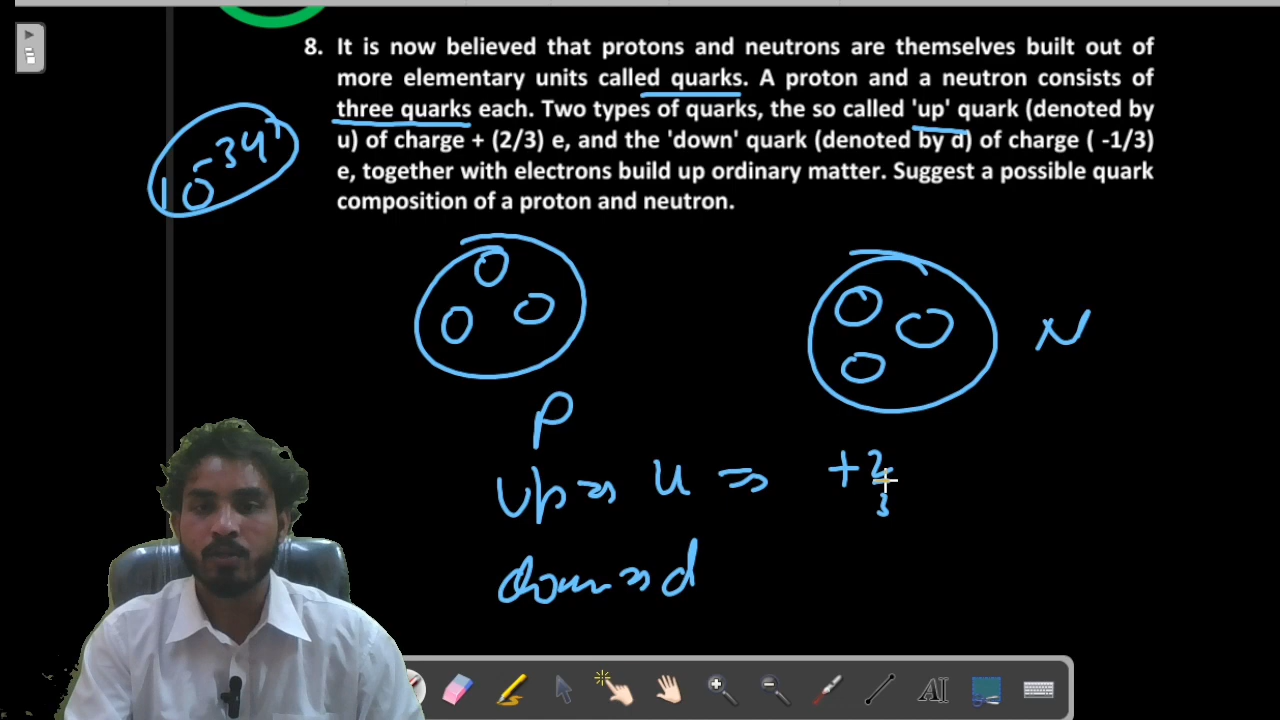 8. It is now believed that protons and neutrons are themselves built out of
more elementary units called quarks. A proton and a neutron consists of
three quarks each. Two types of quarks, the so called 'up' quark (denoted by
u) of charge + (2/3) e, and the 'down' quark (denoted by d) of charge ( -1/3)
e, together with electrons build up ordinary matter. Suggest a possible quark
composition of a proton and neutron.
10⁻³⁴
N
P
up ⇒ u ⇒ +2/3
down ⇒ d
AI